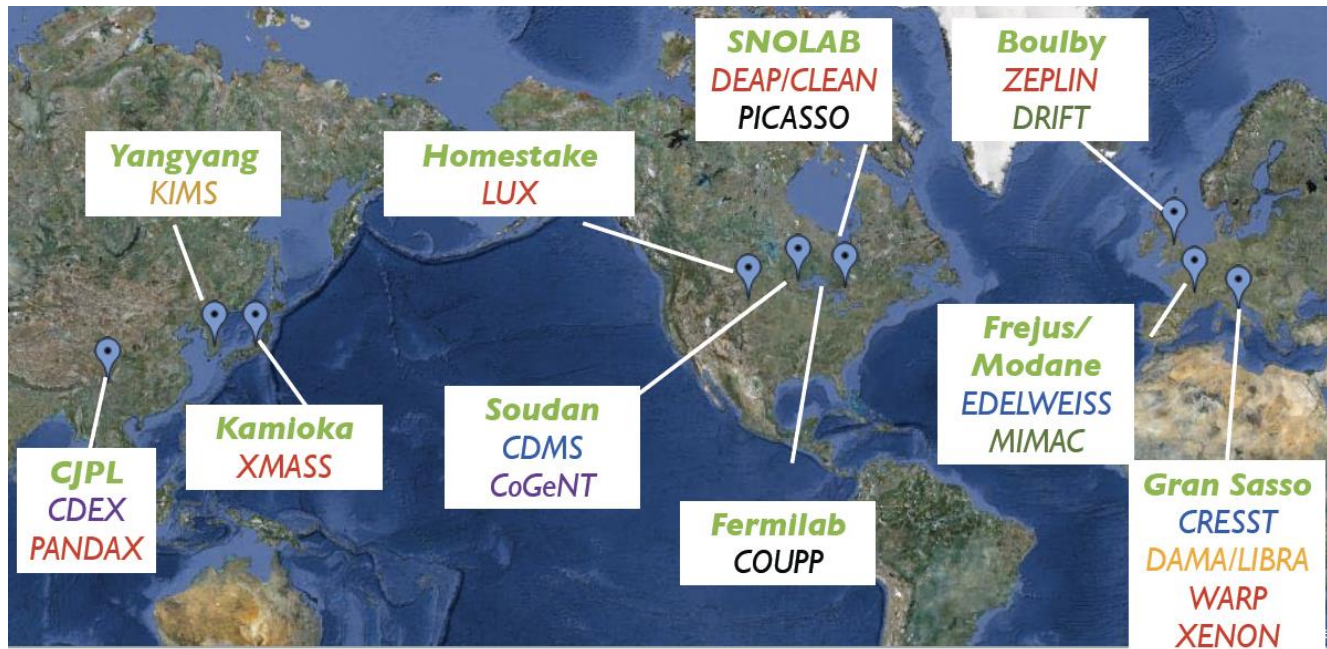 SNOLAB
DEAP/CLEAN
PICASSO
Boulby
ZEPLIN
DRIFT
Yangyang
KIMS
Homestake
LUX
Frejus/
Modane
EDELWEISS
MIMAC
Soudan
CDMS
CoGeNT
Kamioka
XMASS
CJPL
CDEX
PANDAX
Fermilab
COUPP
Gran Sasso
CRESST
DAMA/LIBRA
WARP
XENON